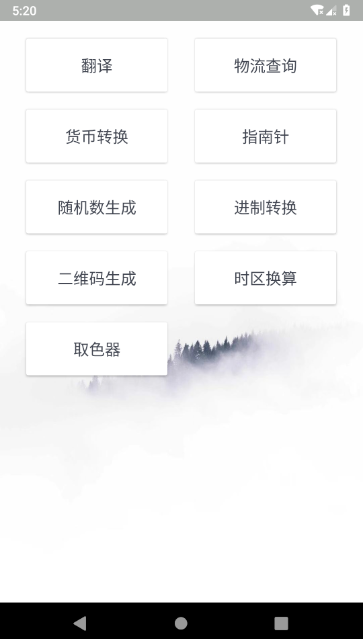 5:20
翻译
物流查询
货币转换
指南针
随机数生成
进制转换
二维码生成
时区换算
取色器